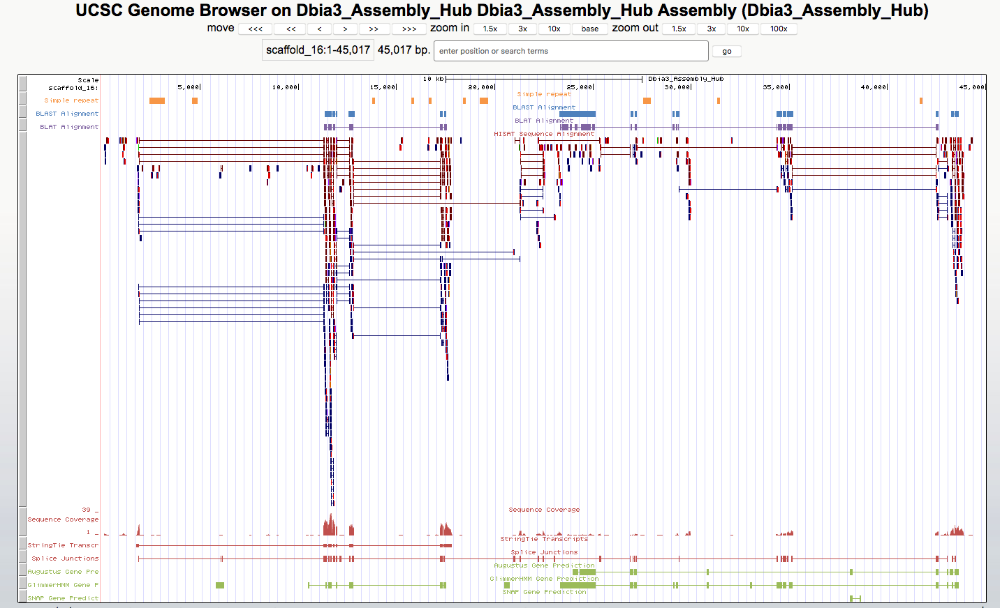 UCSC Genome Browser on Dbia3_Assembly_Hub Dbia3_Assembly_Hub Assembly (Dbia3_Assembly_Hub)
move <<< << < > >> >>> zoom in 1.5x 3x 10x base zoom out 1.5x 3x 10x 100x
scaffold_16:1-45,017 45,017 bp. enter position or search terms go
Scale 10 kb Dbia3_Assembly_Hub
scaffold_16: 5,000 10,000 15,000 20,000 25,000 30,000 35,000 40,000 45,000
Simple repeat
Simple repeat
BLAST Alignment
BLAST Alignment
BLAT Alignment
BLAT Alignment
HISAT Sequence Alignment
39 _ Sequence Coverage
Sequence Coverage
1 _
StringTie Transcripts
StringTie Transcr
Splice Junctions
Splice Junctions
Augustus Gene Prediction
Augustus Gene Pre
GlimmerHMM Gene Prediction
GlimmerHMM Gene P
SNAP Gene Prediction
SNAP Gene Predict